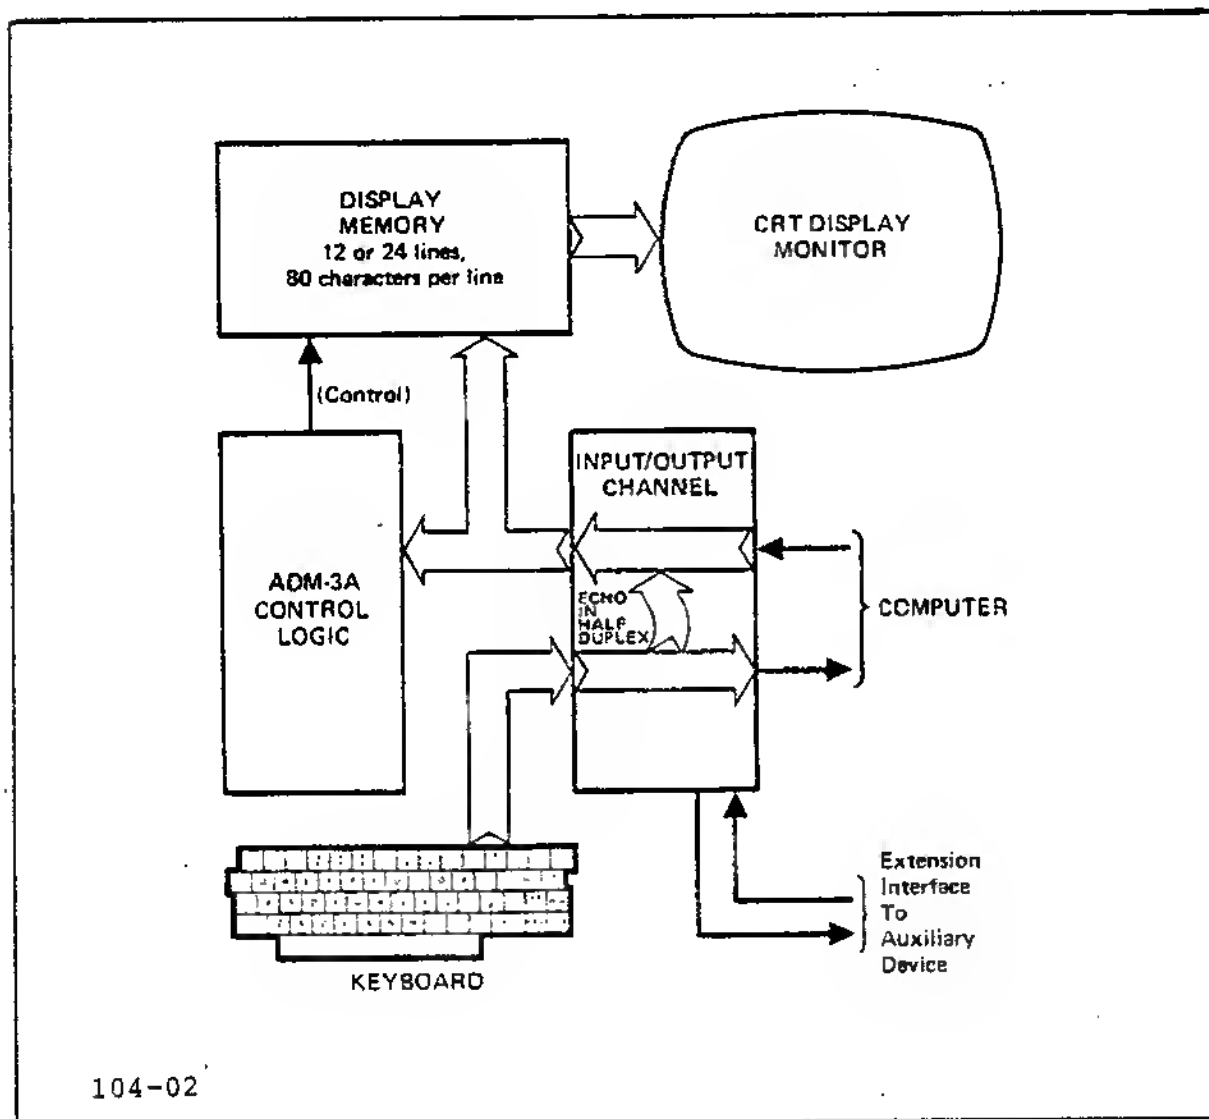 DISPLAY
MEMORY
12 or 24 lines,
80 characters per line
CRT DISPLAY
MONITOR
(Control)
INPUT/OUTPUT
CHANNEL
ADM-3A
CONTROL
LOGIC
ECHO
IN
HALF
DUPLEX
COMPUTER
KEYBOARD
Extension
Interface
To
Auxiliary
Device
104-02